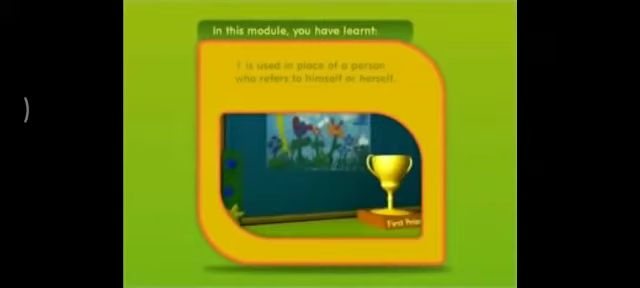 In this module, you have learnt:
I is used in place of a person
who refers to himself or herself.
First Prize